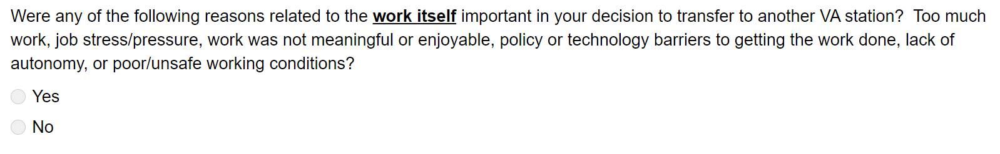 Were any of the following reasons related to the work itself important in your decision to transfer to another VA station?  Too much
work, job stress/pressure, work was not meaningful or enjoyable, policy or technology barriers to getting the work done, lack of
autonomy, or poor/unsafe working conditions?
Yes
No